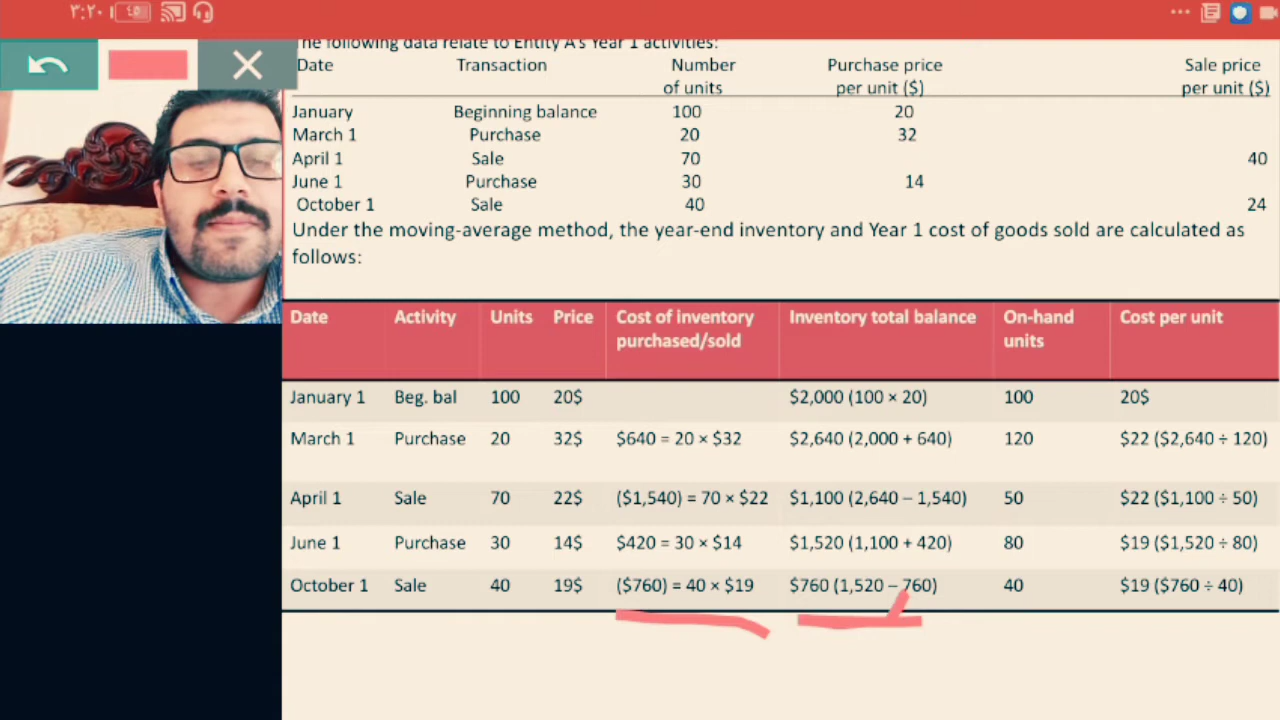 ٣:٢٠ ٤٥
The following data relate to Entity A's Year 1 activities:
Date Transaction Number of units Purchase price per unit ($) Sale price per unit ($)
January Beginning balance 100 20
March 1 Purchase 20 32
April 1 Sale 70 40
June 1 Purchase 30 14
October 1 Sale 40 24
Under the moving-average method, the year-end inventory and Year 1 cost of goods sold are calculated as
follows:
Date Activity Units Price Cost of inventory purchased/sold Inventory total balance On-hand units Cost per unit
January 1 Beg. bal 100 20$ $2,000 (100 × 20) 100 20$
March 1 Purchase 20 32$ $640 = 20 × $32 $2,640 (2,000 + 640) 120 $22 ($2,640 ÷ 120)
April 1 Sale 70 22$ ($1,540) = 70 × $22 $1,100 (2,640 – 1,540) 50 $22 ($1,100 ÷ 50)
June 1 Purchase 30 14$ $420 = 30 × $14 $1,520 (1,100 + 420) 80 $19 ($1,520 ÷ 80)
October 1 Sale 40 19$ ($760) = 40 × $19 $760 (1,520 – 760) 40 $19 ($760 ÷ 40)